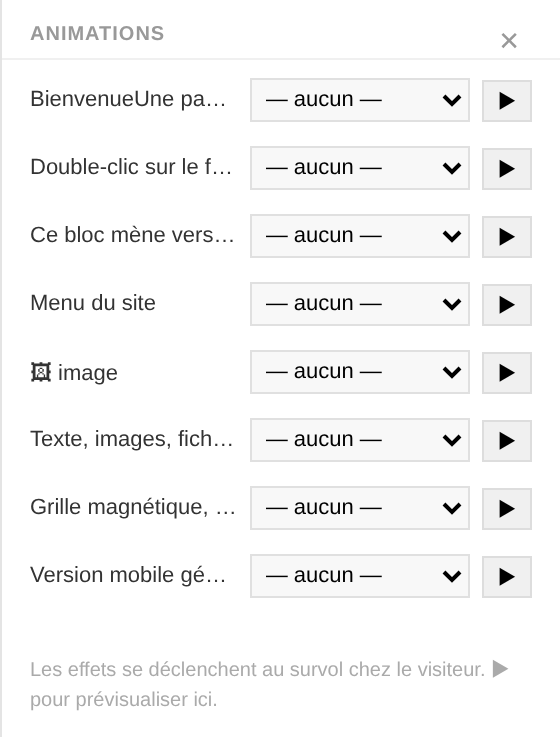 ANIMATIONS ×
BienvenueUne pa… — aucun — ▶
Double-clic sur le f… — aucun — ▶
Ce bloc mène vers… — aucun — ▶
Menu du site — aucun — ▶
🖼 image — aucun — ▶
Texte, images, fich… — aucun — ▶
Grille magnétique, … — aucun — ▶
Version mobile gé… — aucun — ▶
Les effets se déclenchent au survol chez le visiteur. ▶
pour prévisualiser ici.